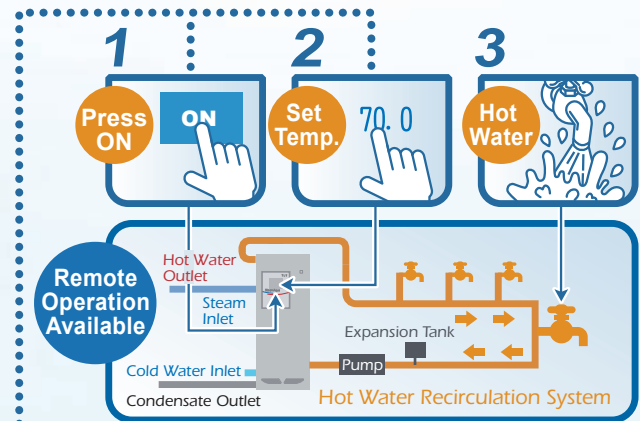 1
2
3
Press
ON
ON
Set
Temp.
70.0
Hot
Water
Remote
Operation
Available
Hot Water
Outlet
Steam
Inlet
Cold Water Inlet
Condensate Outlet
Expansion Tank
Pump
Hot Water Recirculation System